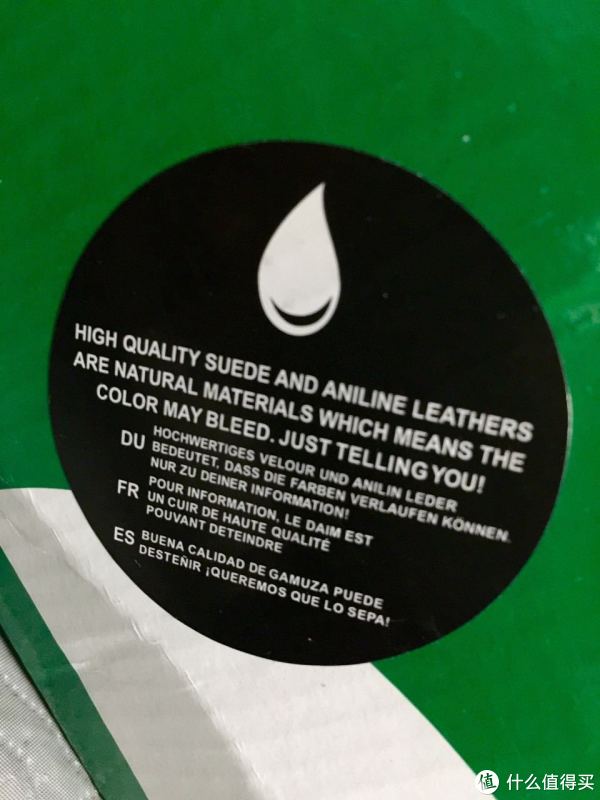 HIGH QUALITY SUEDE AND ANILINE LEATHERS
ARE NATURAL MATERIALS WHICH MEANS THE
COLOR MAY BLEED. JUST TELLING YOU!
DU HOCHWERTIGES VELOUR UND ANILIN LEDER
BEDEUTET, DASS DIE FARBEN VERLAUFEN KÖNNEN.
NUR ZU DEINER INFORMATION!
FR POUR INFORMATION, LE DAIM EST
UN CUIR DE HAUTE QUALITÉ
POUVANT DETEINDRE
ES BUENA CALIDAD DE GAMUZA PUEDE
DESTEÑIR ¡QUEREMOS QUE LO SEPA!
值 什么值得买